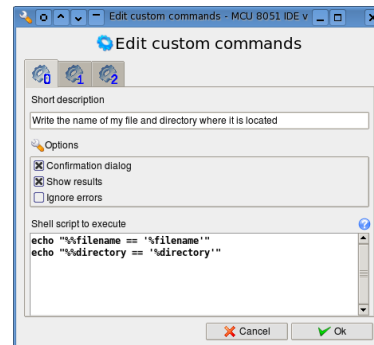 Edit custom commands - MCU 8051 IDE v
Edit custom commands
0
1
2
Short description
Write the name of my file and directory where it is located
Options
Confirmation dialog
Show results
Ignore errors
Shell script to execute
echo "%%filename == '%filename'"
echo "%%directory == '%directory'"
Cancel
Ok